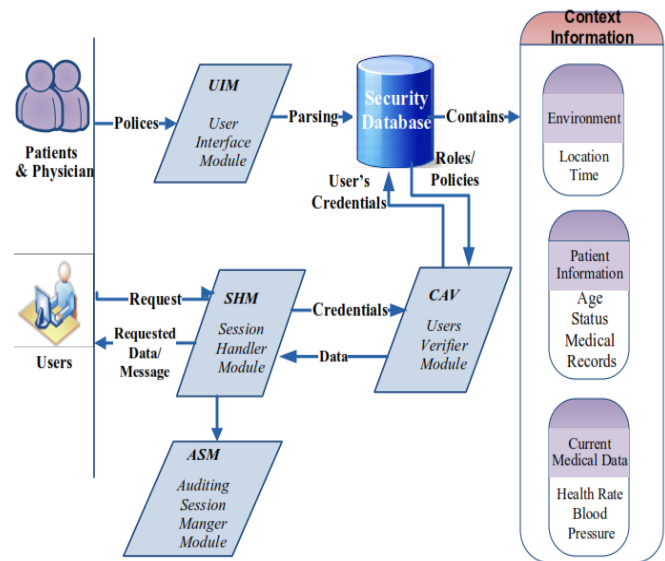 Context
Information
UIM
User
Interface
Module
Polices
Parsing
Security
Database
Contains
Patients
& Physician
Environment
Location
Time
Roles/
Policies
User's
Credentials
Patient
Information
Age
Status
Medical
Records
Request
SHM
Session
Handler
Module
Credentials
CAV
Users
Verifier
Module
Requested
Data/
Message
Data
Users
ASM
Auditing
Session
Manger
Module
Current
Medical Data
Health Rate
Blood
Pressure